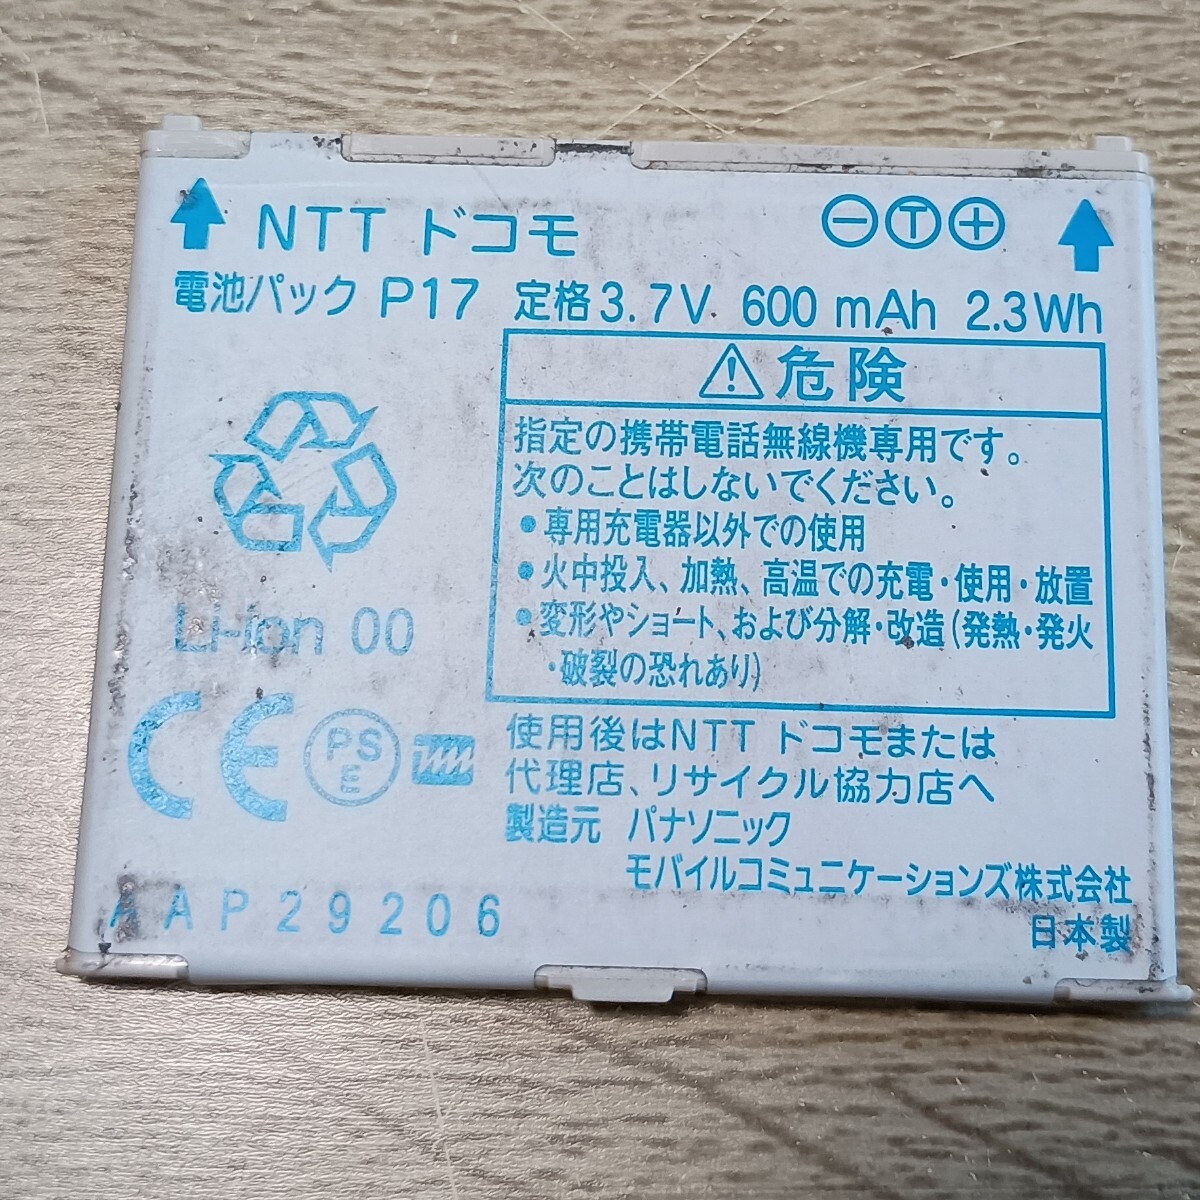 NTT ドコモ
⊖ Ⓣ ⊕
電池パック P17 定格3.7V 600 mAh 2.3Wh
⚠危険
指定の携帯電話無線機専用です。
次のことはしないでください。
•専用充電器以外での使用
•火中投入、加熱、高温での充電・使用・放置
•変形やショート、および分解・改造(発熱・発火
・破裂の恐れあり)
Li-ion 00
CE
PS
E
使用後はNTT ドコモまたは
代理店、リサイクル協力店へ
製造元 パナソニック
モバイルコミュニケーションズ株式会社
日本製
AAP29206